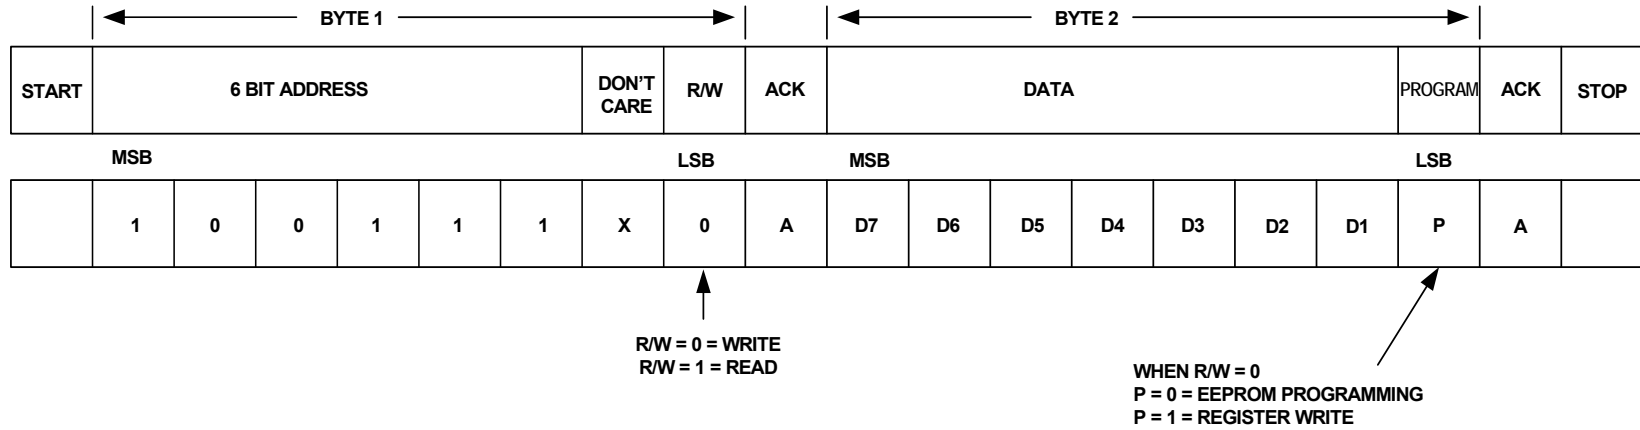 BYTE 1 BYTE 2
START 6 BIT ADDRESS DON'T CARE R/W ACK DATA PROGRAM ACK STOP
MSB LSB MSB LSB
1 0 0 1 1 1 X 0 A D7 D6 D5 D4 D3 D2 D1 P A
R/W = 0 = WRITE
R/W = 1 = READ
WHEN R/W = 0
P = 0 = EEPROM PROGRAMMING
P = 1 = REGISTER WRITE